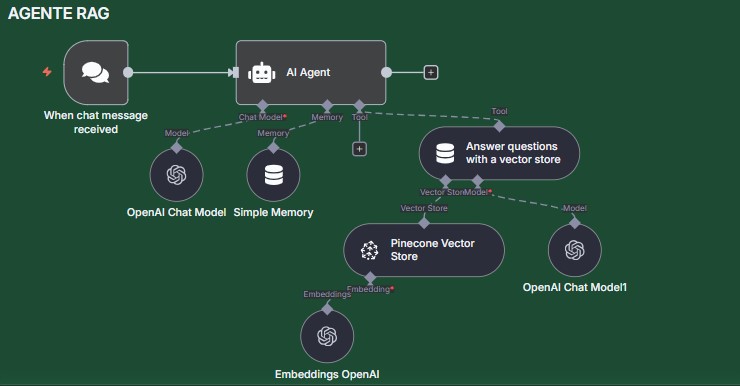 AGENTE RAG
AI Agent
When chat message
received
Chat Model*
Memory
Tool
Model
Memory
Tool
Answer questions
with a vector store
OpenAI Chat Model
Simple Memory
Vector Store
Model*
Vector Store
Model
Pinecone Vector
Store
OpenAI Chat Model1
Embedding*
Embeddings
Embeddings OpenAI